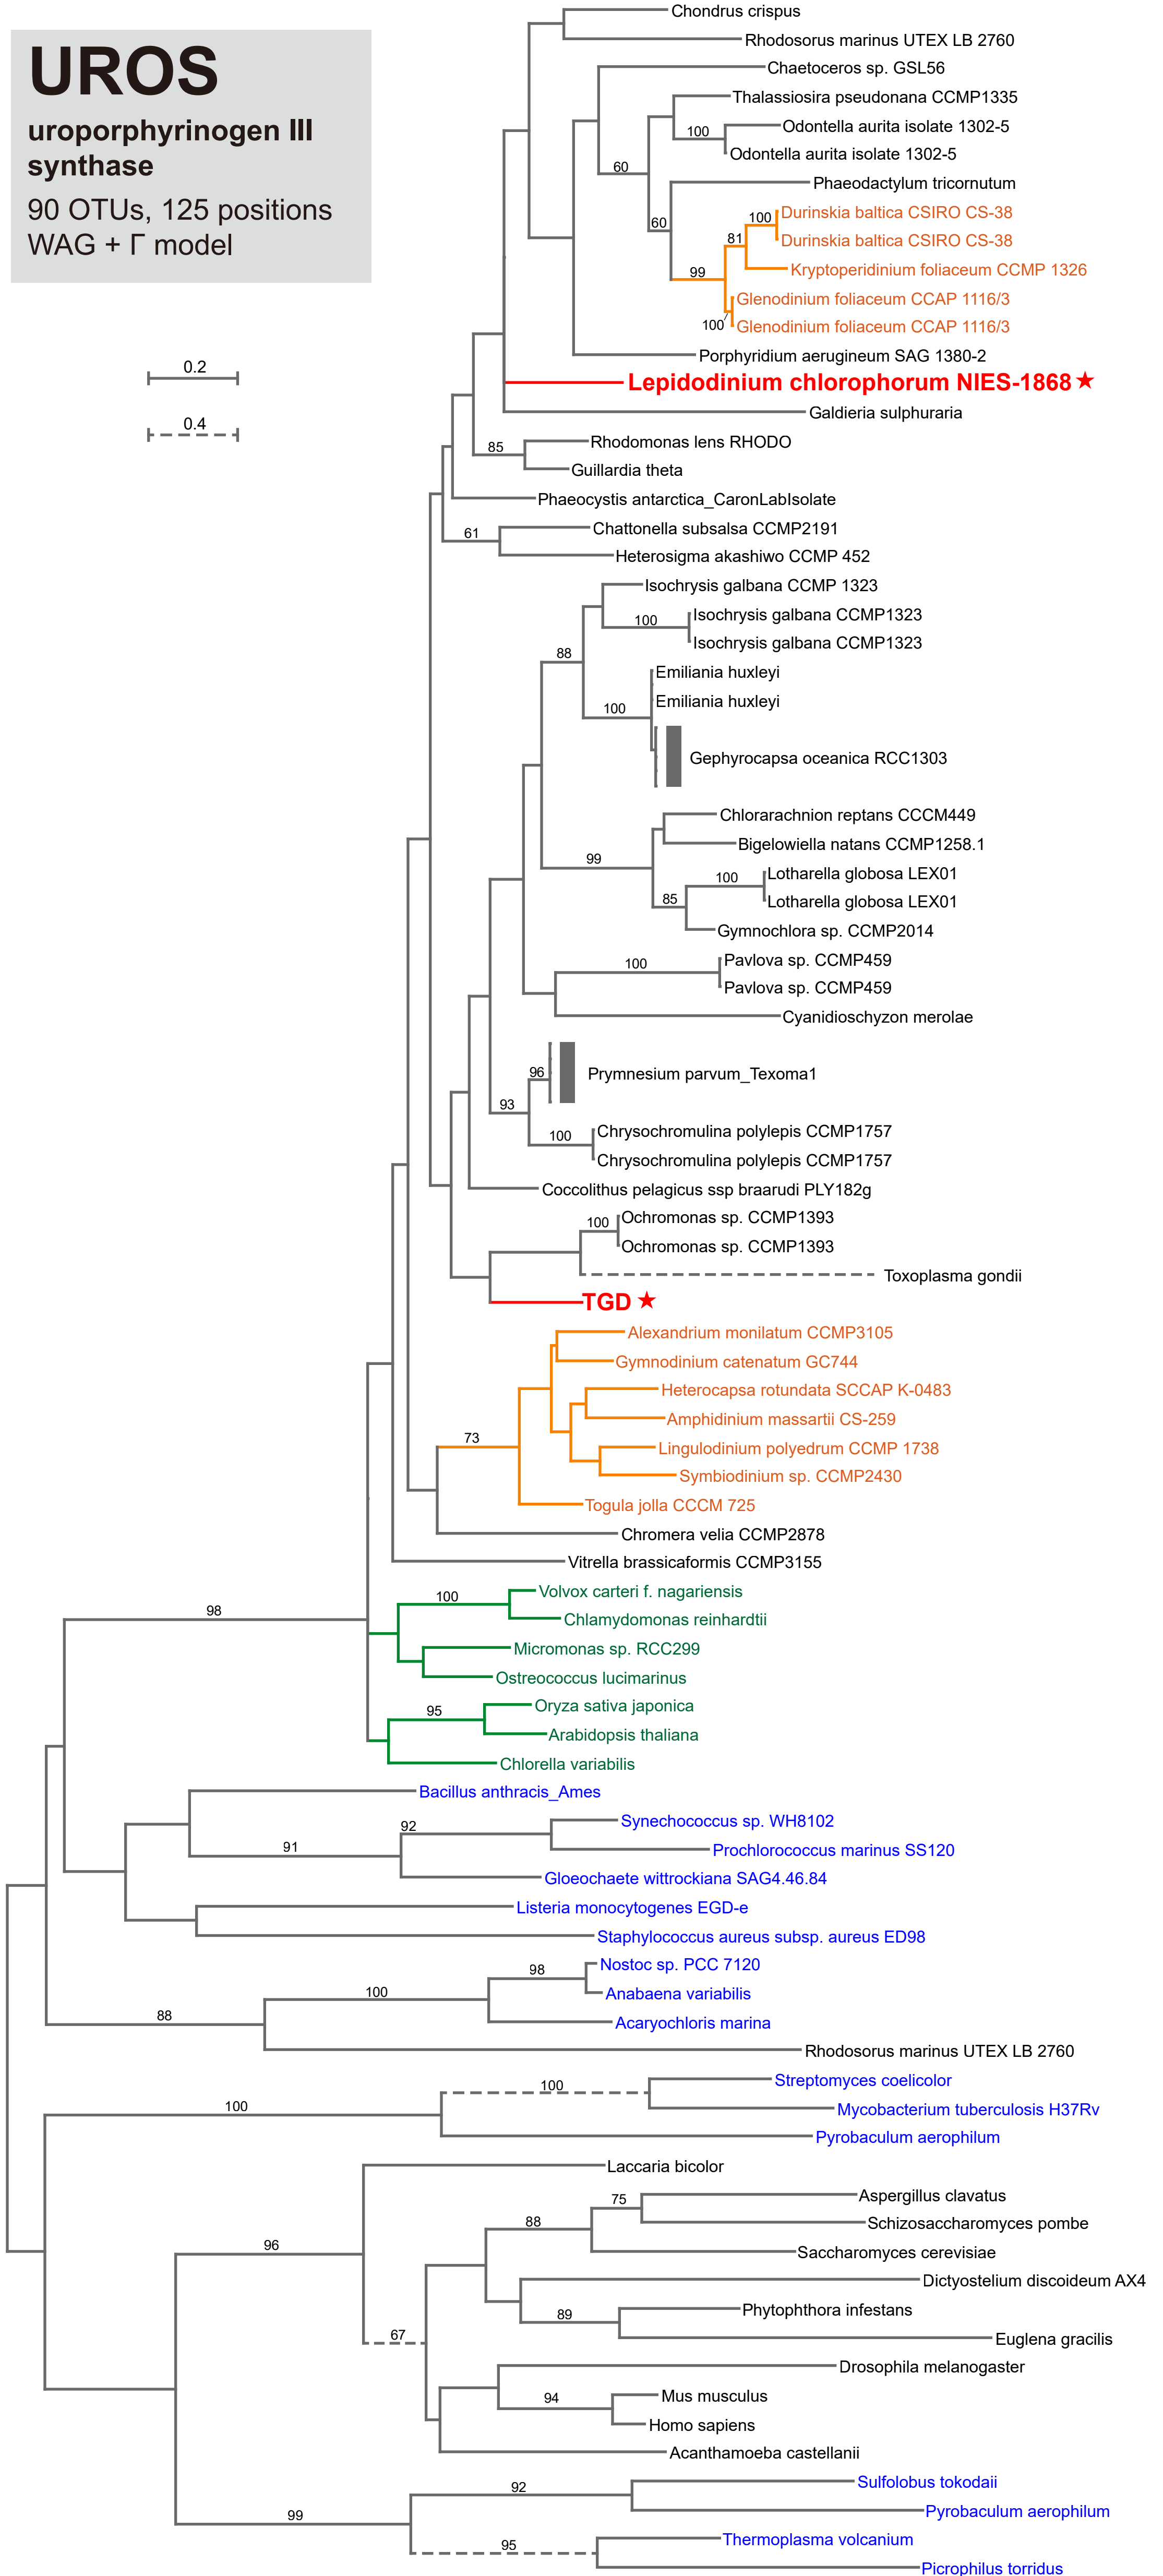 UROS
uroporphyrinogen III
synthase
90 OTUs, 125 positions
WAG + Γ model
0.2
0.4
Chondrus crispus
Rhodosorus marinus UTEX LB 2760
Chaetoceros sp. GSL56
Thalassiosira pseudonana CCMP1335
100
Odontella aurita isolate 1302-5
Odontella aurita isolate 1302-5
60
Phaeodactylum tricornutum
60
100
Durinskia baltica CSIRO CS-38
Durinskia baltica CSIRO CS-38
81
Kryptoperidinium foliaceum CCMP 1326
99
Glenodinium foliaceum CCAP 1116/3
100
Glenodinium foliaceum CCAP 1116/3
Porphyridium aerugineum SAG 1380-2
Lepidodinium chlorophorum NIES-1868★
Galdieria sulphuraria
Rhodomonas lens RHODO
85
Guillardia theta
Phaeocystis antarctica_CaronLabIsolate
Chattonella subsalsa CCMP2191
61
Heterosigma akashiwo CCMP 452
Isochrysis galbana CCMP 1323
Isochrysis galbana CCMP1323
100
Isochrysis galbana CCMP1323
88
Emiliania huxleyi
Emiliania huxleyi
100
Gephyrocapsa oceanica RCC1303
Chlorarachnion reptans CCCM449
Bigelowiella natans CCMP1258.1
99
Lotharella globosa LEX01
100
Lotharella globosa LEX01
85
Gymnochlora sp. CCMP2014
Pavlova sp. CCMP459
100
Pavlova sp. CCMP459
Cyanidioschyzon merolae
96
Prymnesium parvum_Texoma1
93
Chrysochromulina polylepis CCMP1757
100
Chrysochromulina polylepis CCMP1757
Coccolithus pelagicus ssp braarudi PLY182g
Ochromonas sp. CCMP1393
100
Ochromonas sp. CCMP1393
Toxoplasma gondii
TGD ★
Alexandrium monilatum CCMP3105
Gymnodinium catenatum GC744
Heterocapsa rotundata SCCAP K-0483
Amphidinium massartii CS-259
73
Lingulodinium polyedrum CCMP 1738
Symbiodinium sp. CCMP2430
Togula jolla CCCM 725
Chromera velia CCMP2878
Vitrella brassicaformis CCMP3155
Volvox carteri f. nagariensis
100
Chlamydomonas reinhardtii
98
Micromonas sp. RCC299
Ostreococcus lucimarinus
Oryza sativa japonica
95
Arabidopsis thaliana
Chlorella variabilis
Bacillus anthracis_Ames
Synechococcus sp. WH8102
92
Prochlorococcus marinus SS120
91
Gloeochaete wittrockiana SAG4.46.84
Listeria monocytogenes EGD-e
Staphylococcus aureus subsp. aureus ED98
Nostoc sp. PCC 7120
98
Anabaena variabilis
100
Acaryochloris marina
88
Rhodosorus marinus UTEX LB 2760
Streptomyces coelicolor
100
Mycobacterium tuberculosis H37Rv
100
Pyrobaculum aerophilum
Laccaria bicolor
Aspergillus clavatus
75
Schizosaccharomyces pombe
88
Saccharomyces cerevisiae
96
Dictyostelium discoideum AX4
Phytophthora infestans
89
Euglena gracilis
67
Drosophila melanogaster
Mus musculus
94
Homo sapiens
Acanthamoeba castellanii
Sulfolobus tokodaii
92
Pyrobaculum aerophilum
99
Thermoplasma volcanium
95
Picrophilus torridus